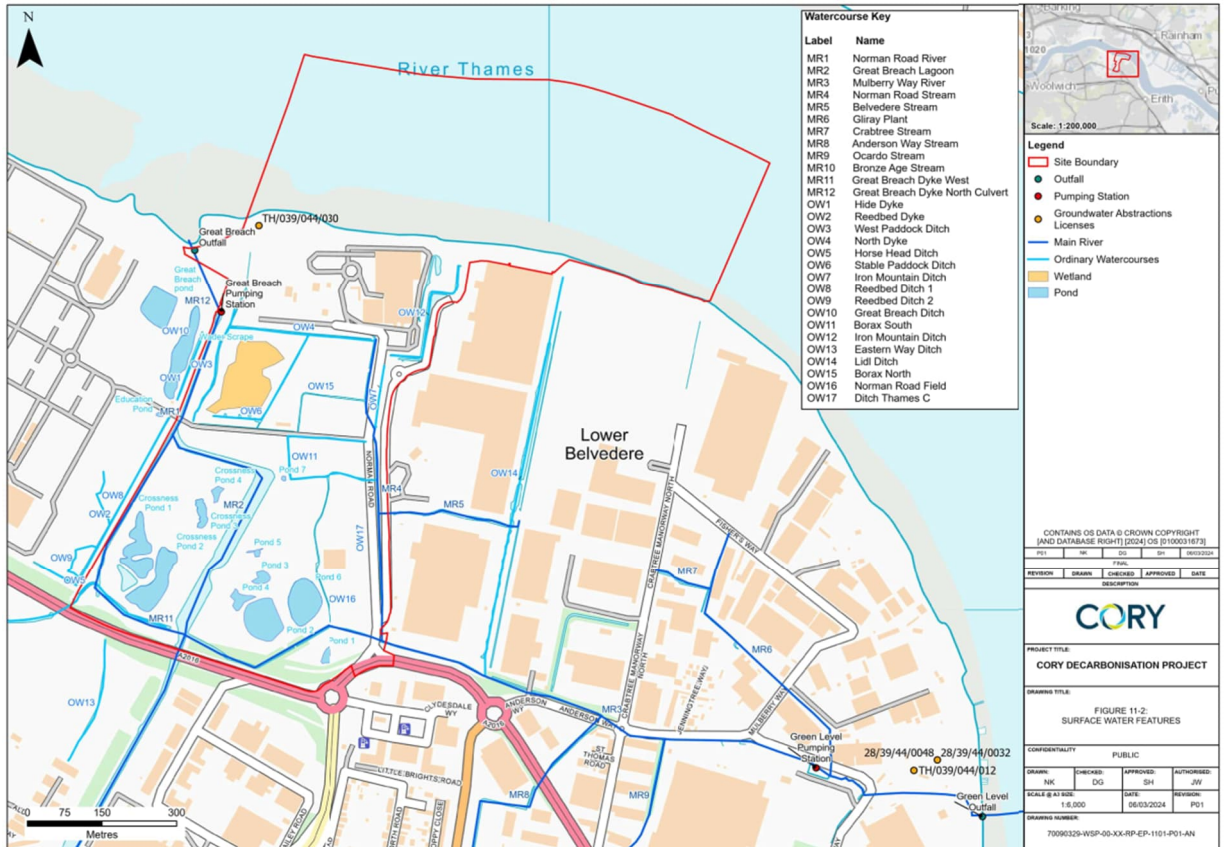 N
River Thames
TH/039/044/030
Great Breach
Outfall
Great
Breach
pond
Great Breach
Pumping
Station
MR12
OW10
OW4
OW12
OW3
OW1
OW15
OW7
OW6
Education
Pond
MR1
OW11
Pond 7
NORMAN ROAD
Crossness
Pond 4
MR4
OW14
Lower
Belvedere
OW8
Crossness
Pond 1
MR2
OW2
Crossness
Crossness
Pond 2
MR5
OW17
CRABTREE MANORWAY NORTH
FISHER'S WAY
Pond 5
OW9
Pond 3
Pond 6
OW5
Pond 4
OW16
MR7
MR11
Pond 2
Pond 1
A2016
MR6
OW13
CLYDESDALE
WY
A2016
ANDERSON
WY
ANDERSON WAY
MR3
CRABTREE MANORWAY
NORTH
JENNINGTREE WAY
MULBERRY WAY
LITTLE BRIGHTS ROAD
ST
THOMAS
ROAD
Green Level
Pumping
Station
28/39/44/0048
28/39/44/0032
TH/039/044/012
MR8
MR9
Green Level
Outfall
0 75 150 300
Metres
Watercourse Key
Label Name
MR1 Norman Road River
MR2 Great Breach Lagoon
MR3 Mulberry Way River
MR4 Norman Road Stream
MR5 Belvedere Stream
MR6 Gliray Plant
MR7 Crabtree Stream
MR8 Anderson Way Stream
MR9 Ocardo Stream
MR10 Bronze Age Stream
MR11 Great Breach Dyke West
MR12 Great Breach Dyke North Culvert
OW1 Hide Dyke
OW2 Reedbed Dyke
OW3 West Paddock Ditch
OW4 North Dyke
OW5 Horse Head Ditch
OW6 Stable Paddock Ditch
OW7 Iron Mountain Ditch
OW8 Reedbed Ditch 1
OW9 Reedbed Ditch 2
OW10 Great Breach Ditch
OW11 Borax South
OW12 Iron Mountain Ditch
OW13 Eastern Way Ditch
OW14 Lidl Ditch
OW15 Borax North
OW16 Norman Road Field
OW17 Ditch Thames C
Barking
Rainham
1020
Woolwich
Erith
Scale: 1:200,000
Legend
Site Boundary
Outfall
Pumping Station
Groundwater Abstractions
Licenses
Main River
Ordinary Watercourses
Wetland
Pond
CONTAINS OS DATA © CROWN COPYRIGHT
[AND DATABASE RIGHT] [2024] OS [0100031673]
P01 NK DG SH 06/03/2024
FINAL
REVISION DRAWN CHECKED APPROVED DATE
DESCRIPTION
CORY
PROJECT TITLE:
CORY DECARBONISATION PROJECT
DRAWING TITLE:
FIGURE 11-2:
SURFACE WATER FEATURES
CONFIDENTIALITY
PUBLIC
DRAWN: CHECKED: APPROVED: AUTHORISED:
NK DG SH JW
SCALE @ A3 SIZE: DATE: REVISION:
1:6,000 06/03/2024 P01
DRAWING NUMBER:
70090329-WSP-00-XX-RP-EP-1101-P01-AN